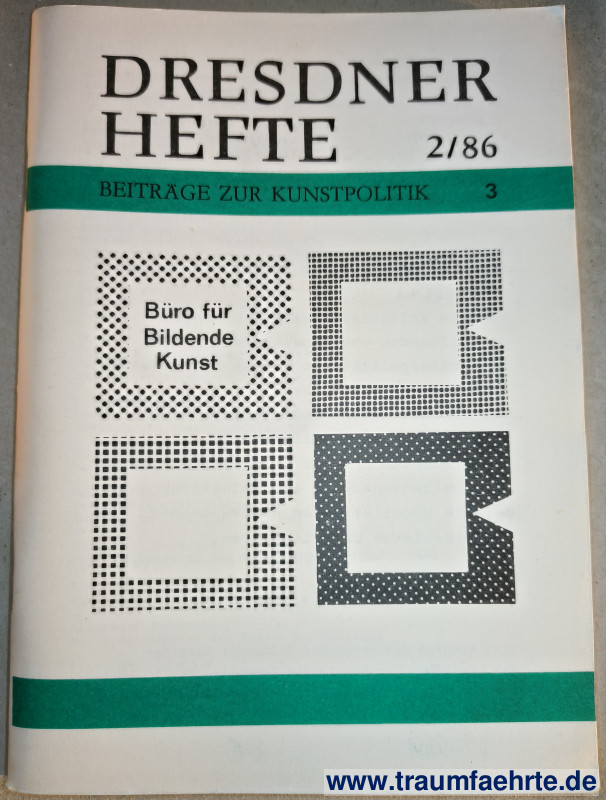 DRESDNER
HEFTE 2/86
BEITRÄGE ZUR KUNSTPOLITIK 3
Büro für
Bildende
Kunst
www.traumfaehrte.de